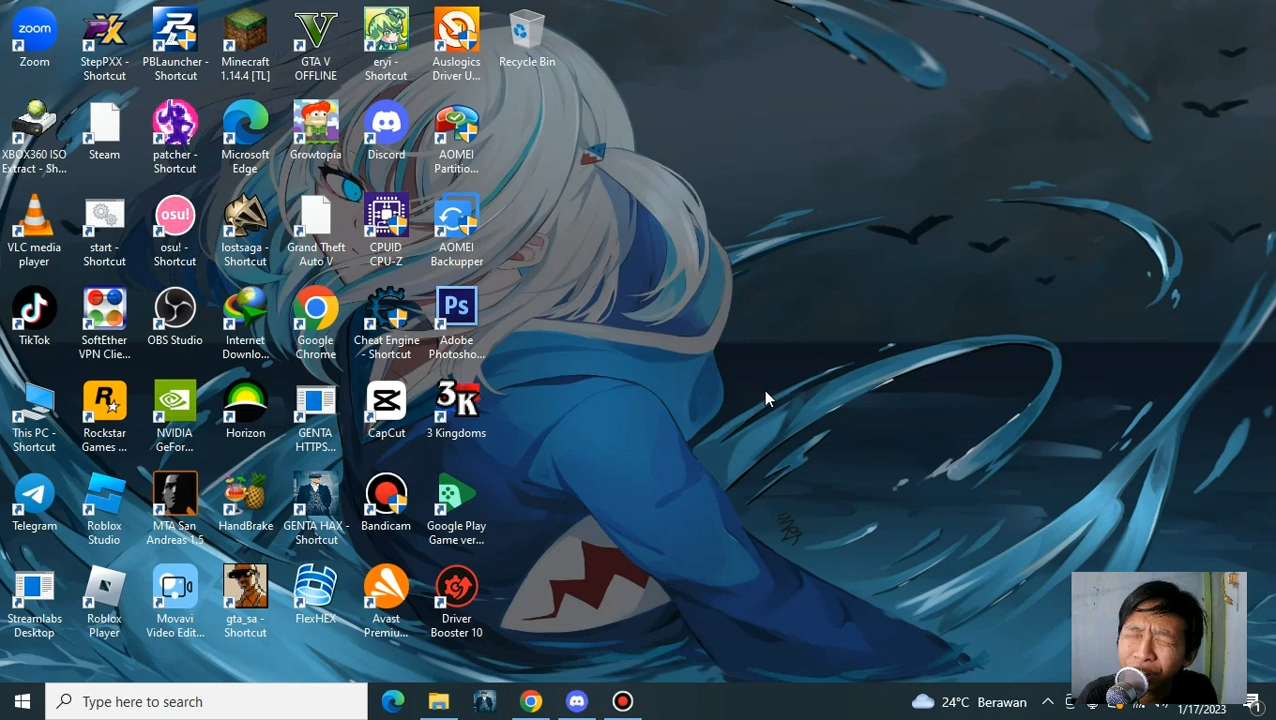 Zoom
StepPXX -
Shortcut
PBLauncher -
Shortcut
Minecraft
1.14.4 [TL]
GTA V
OFFLINE
eryi -
Shortcut
Auslogics
Driver U...
Recycle Bin
XBOX360 ISO
Extract - Sh...
Steam
patcher -
Shortcut
Microsoft
Edge
Growtopia
Discord
AOMEI
Partitio...
VLC media
player
start -
Shortcut
osu!
osu! -
Shortcut
lostsaga -
Shortcut
Grand Theft
Auto V
CPUID
CPU-Z
AOMEI
Backupper
TikTok
SoftEther
VPN Clie...
OBS Studio
Internet
Downlo...
Google
Chrome
Cheat Engine
- Shortcut
Ps
Adobe
Photosho...
This PC -
Shortcut
Rockstar
Games ...
NVIDIA
GeFor...
Horizon
GENTA
HTTPS...
CapCut
3K
3 Kingdoms
Telegram
Roblox
Studio
MTA San
Andreas 1.5
HandBrake
GENTA HAX -
Shortcut
Bandicam
Google Play
Game ver...
Streamlabs
Desktop
Roblox
Player
Movavi
Video Edit...
gta_sa -
Shortcut
FlexHEX
Avast
Premiu...
Driver
Booster 10
Type here to search
24°C Berawan
1/17/2023
1